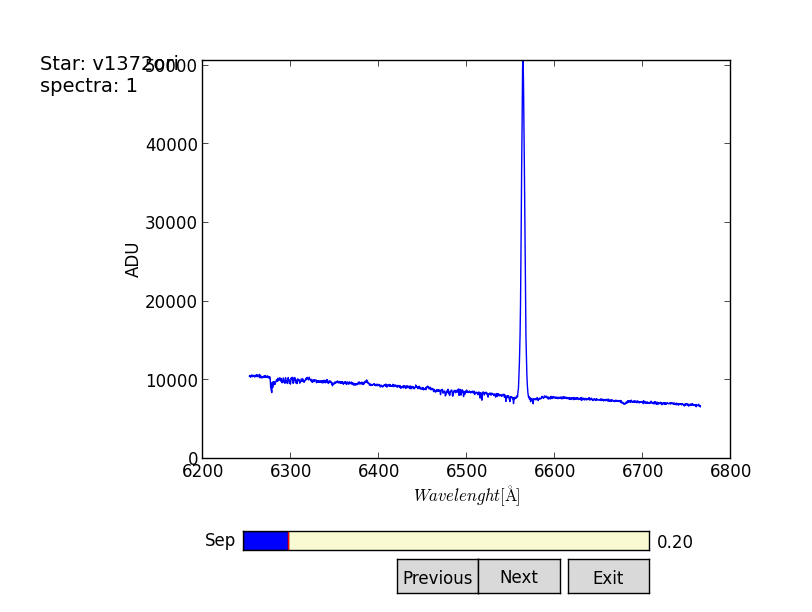 Star: v1372ori
spectra: 1
50000
40000
30000
20000
10000
0
ADU
6200 6300 6400 6500 6600 6700 6800
Wavelenght[Å]
Sep 0.20
Previous Next Exit